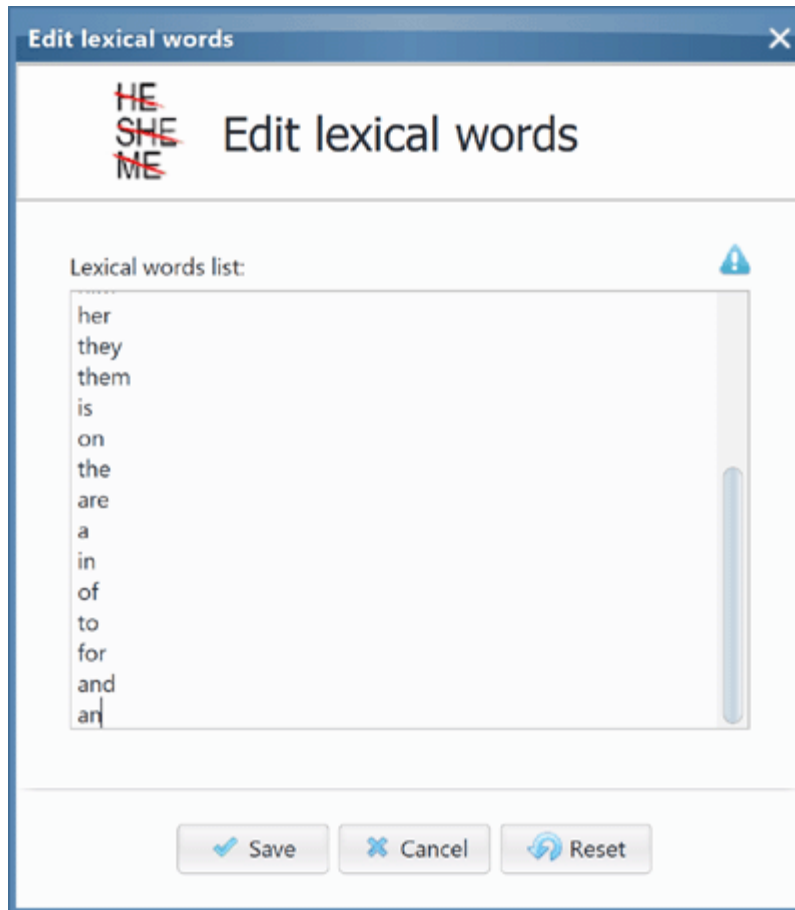 Edit lexical words
HE
SHE
ME
Edit lexical words
Lexical words list:
her
they
them
is
on
the
are
a
in
of
to
for
and
an
Save
Cancel
Reset